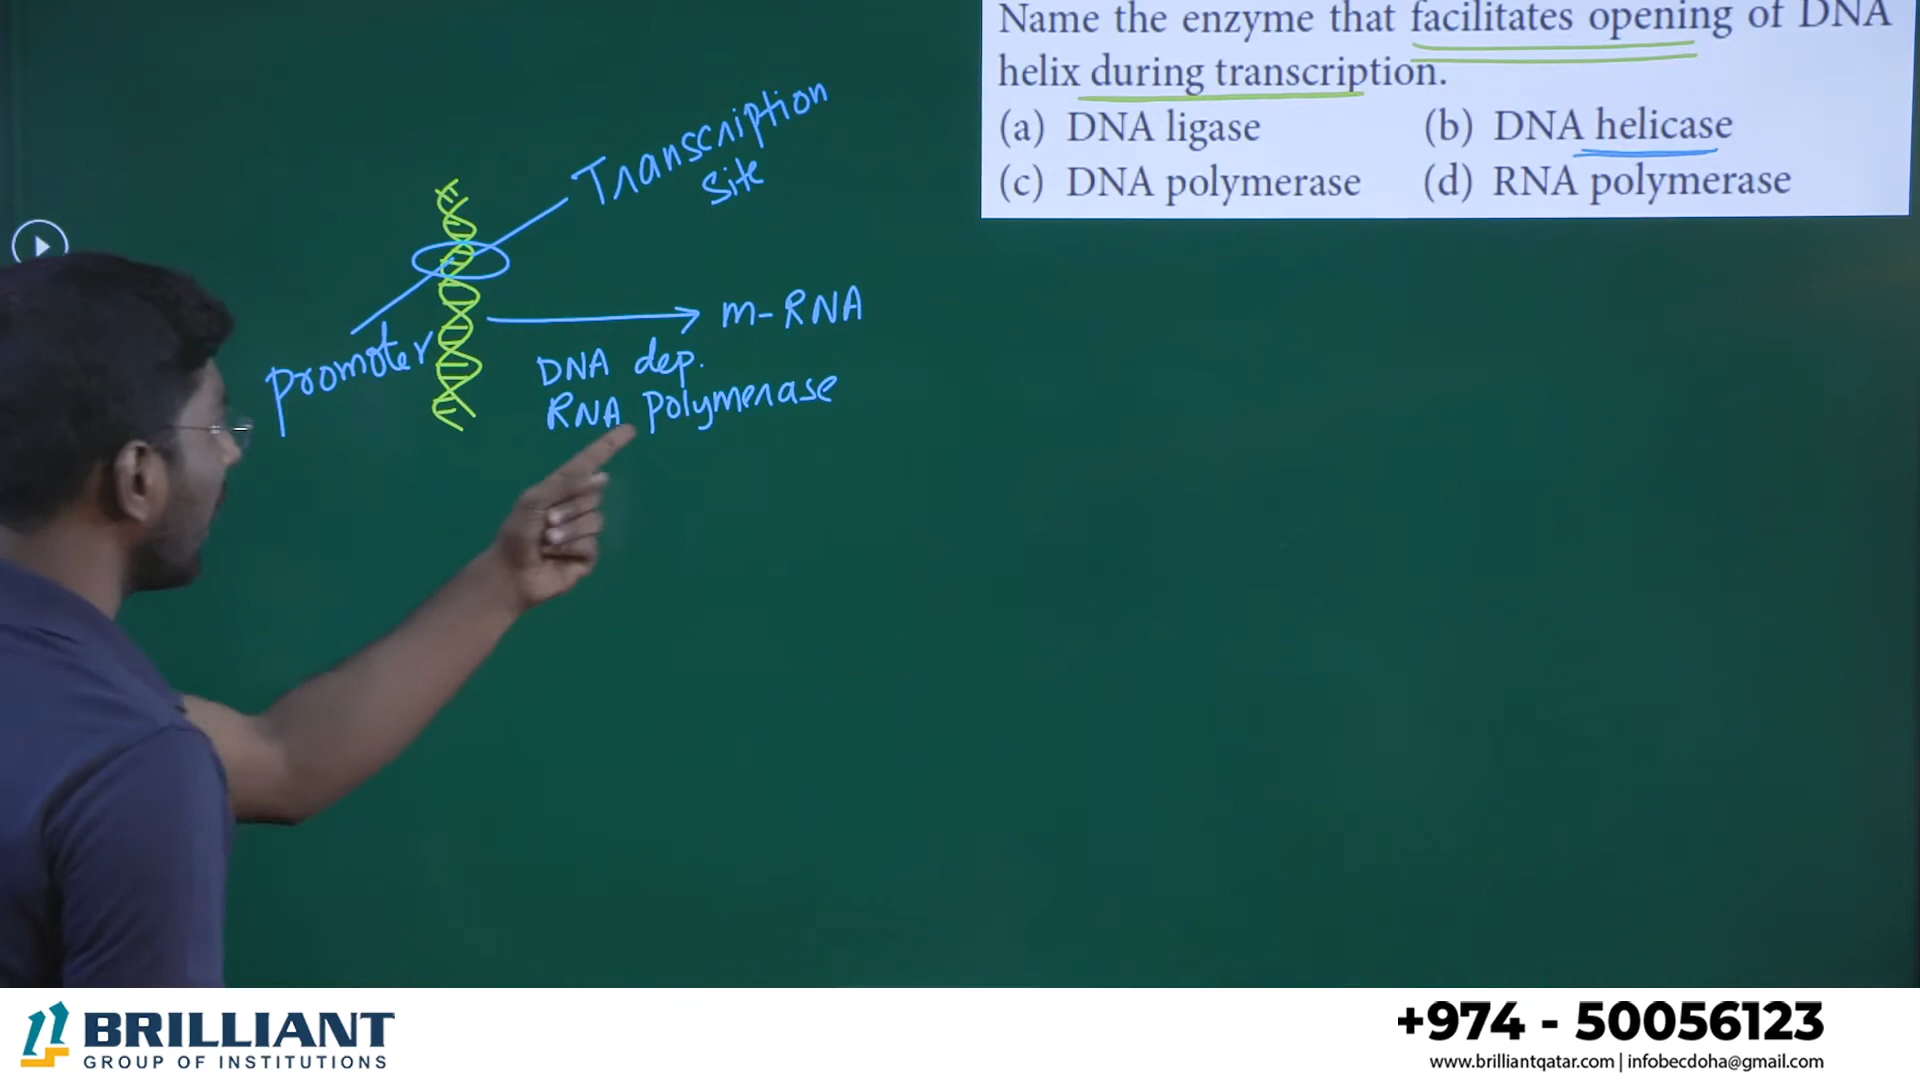 Name the enzyme that facilitates opening of DNA
helix during transcription.
(a) DNA ligase (b) DNA helicase
(c) DNA polymerase (d) RNA polymerase
Transcription
site
promoter
m-RNA
DNA dep.
RNA polymerase
BRILLIANT
GROUP OF INSTITUTIONS
+974 - 50056123
www.brilliantqatar.com | infobecdoha@gmail.com